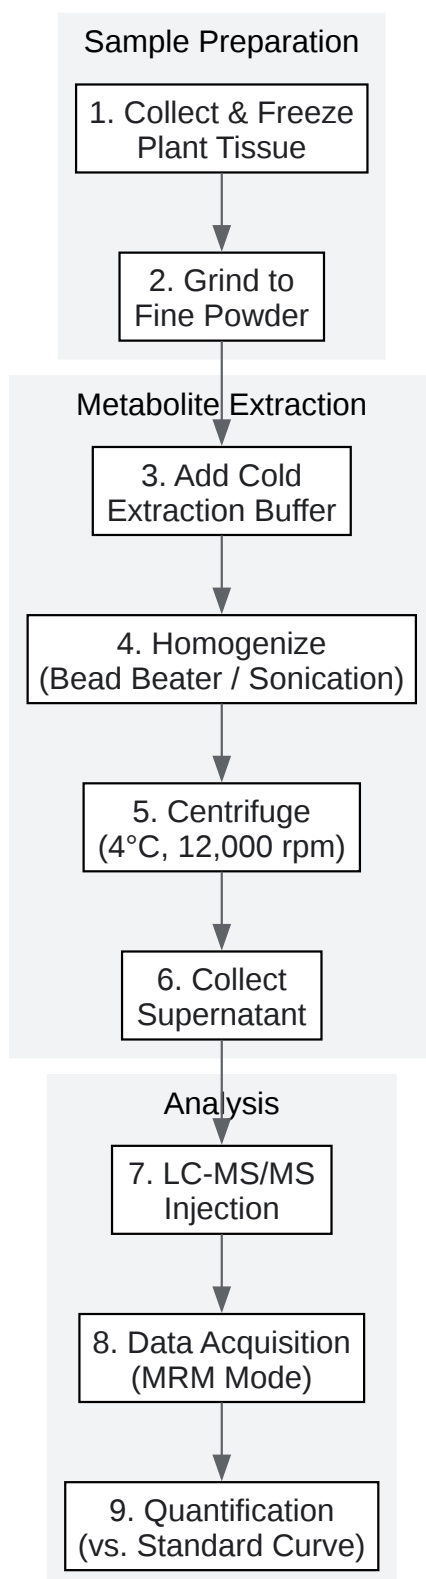 Sample Preparation
1. Collect & Freeze
Plant Tissue
2. Grind to
Fine Powder
Metabolite Extraction
3. Add Cold
Extraction Buffer
4. Homogenize
(Bead Beater / Sonication)
5. Centrifuge
(4°C, 12,000 rpm)
6. Collect
Supernatant
Analysis
7. LC-MS/MS
Injection
8. Data Acquisition
(MRM Mode)
9. Quantification
(vs. Standard Curve)